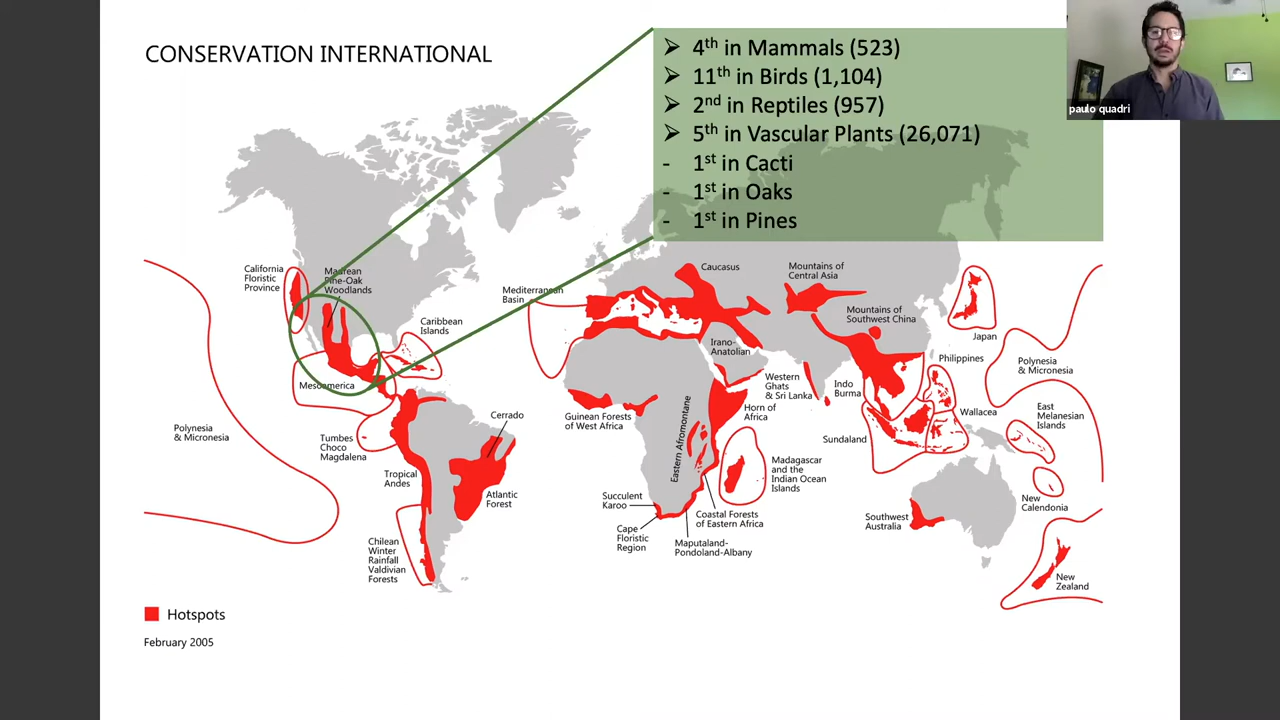 CONSERVATION INTERNATIONAL
➢ 4th in Mammals (523)
➢ 11th in Birds (1,104)
➢ 2nd in Reptiles (957)
➢ 5th in Vascular Plants (26,071)
- 1st in Cacti
- 1st in Oaks
- 1st in Pines
paulo quadri
California
Floristic
Province
Madrean
Pine-Oak
Woodlands
Caribbean
Islands
Mesoamerica
Polynesia
& Micronesia
Tumbes
Choco
Magdalena
Tropical
Andes
Cerrado
Atlantic
Forest
Chilean
Winter
Rainfall
Valdivian
Forests
Mediterranean
Basin
Caucasus
Mountains of
Central Asia
Mountains of
Southwest China
Irano-
Anatolian
Japan
Philippines
Polynesia
& Micronesia
Western
Ghats
& Sri Lanka
Indo
Burma
Horn of
Africa
Guinean Forests
of West Africa
Eastern Afromontane
Wallacea
East
Melanesian
Islands
Sundaland
Madagascar
and the
Indian Ocean
Islands
Succulent
Karoo
Cape
Floristic
Region
Coastal Forests
of Eastern Africa
Maputaland-
Pondoland-Albany
Southwest
Australia
New
Calendonia
New
Zealand
Hotspots
February 2005